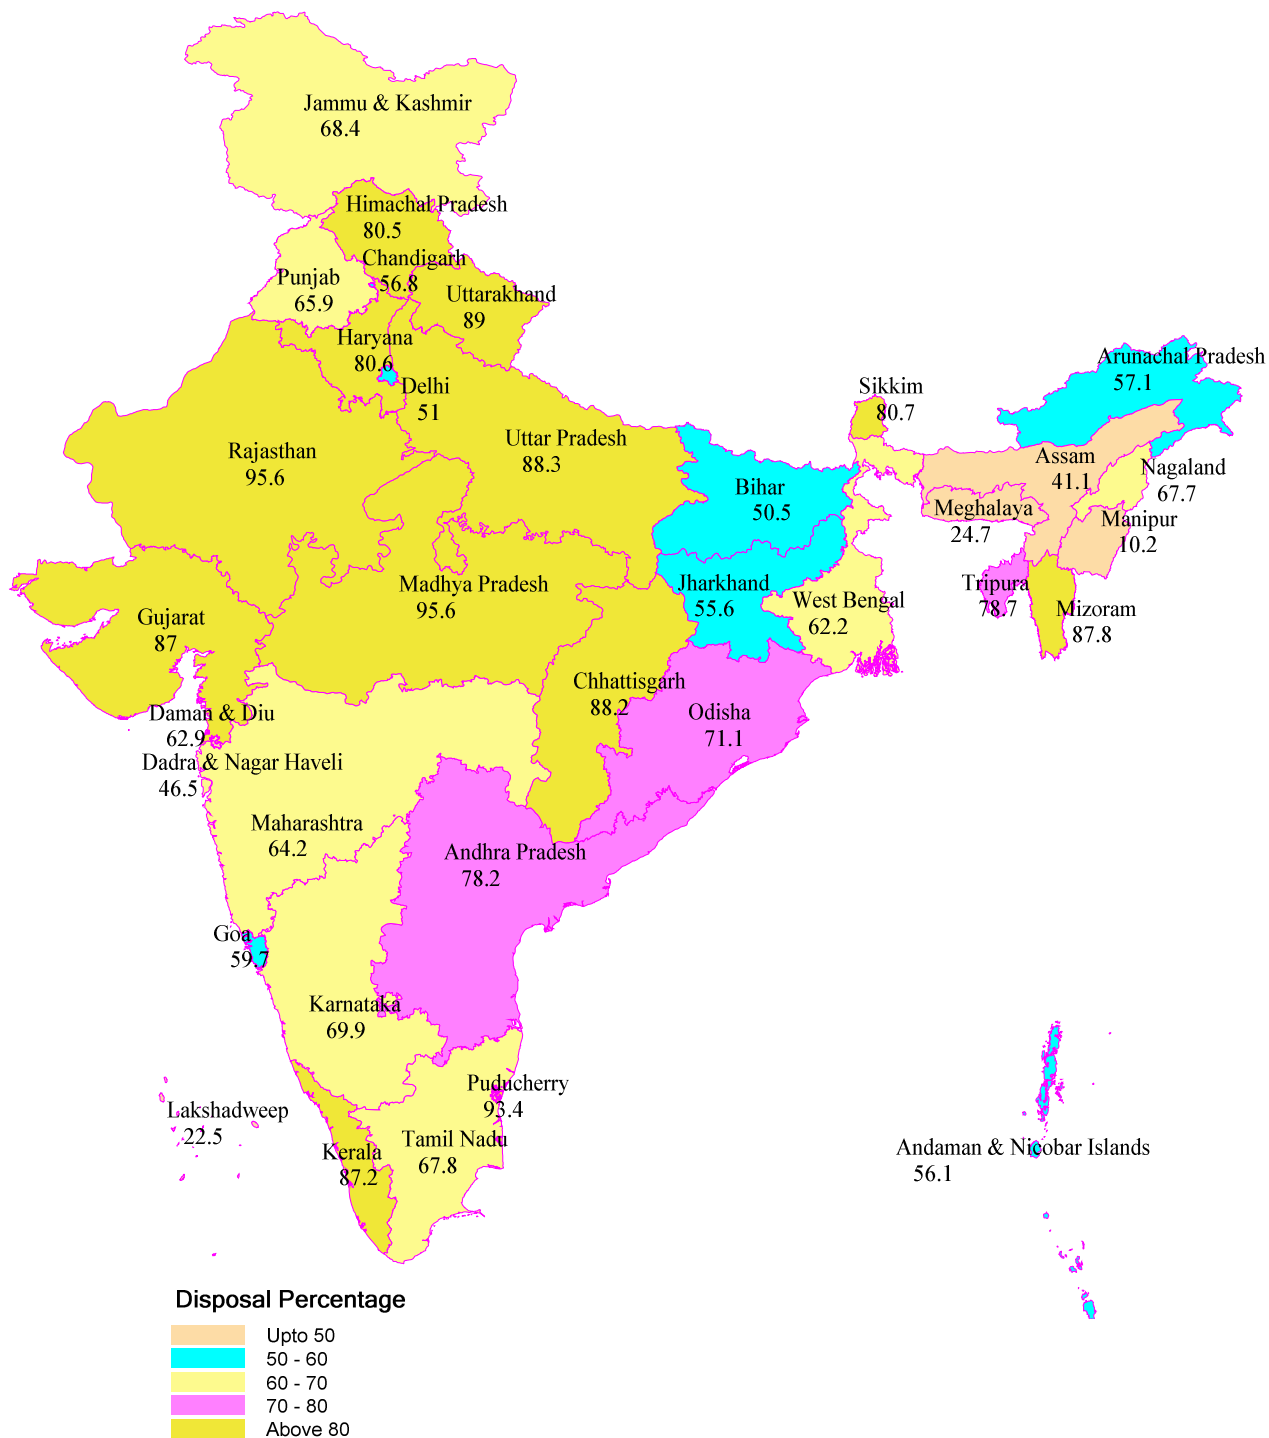 Jammu & Kashmir
68.4
Himachal Pradesh
80.5
Chandigarh
56.8
Punjab
65.9
Uttarakhand
89
Haryana
80.6
Delhi
51
Arunachal Pradesh
57.1
Sikkim
80.7
Rajasthan
95.6
Uttar Pradesh
88.3
Assam
41.1
Nagaland
67.7
Bihar
50.5
Meghalaya
24.7
Manipur
10.2
Madhya Pradesh
95.6
Jharkhand
55.6
Tripura
78.7
West Bengal
62.2
Mizoram
87.8
Gujarat
87
Chhattisgarh
88.2
Odisha
71.1
Daman & Diu
62.9
Dadra & Nagar Haveli
46.5
Maharashtra
64.2
Andhra Pradesh
78.2
Goa
59.7
Karnataka
69.9
Puducherry
93.4
Lakshadweep
22.5
Tamil Nadu
67.8
Kerala
87.2
Andaman & Nicobar Islands
56.1
Disposal Percentage
Upto 50
50 - 60
60 - 70
70 - 80
Above 80